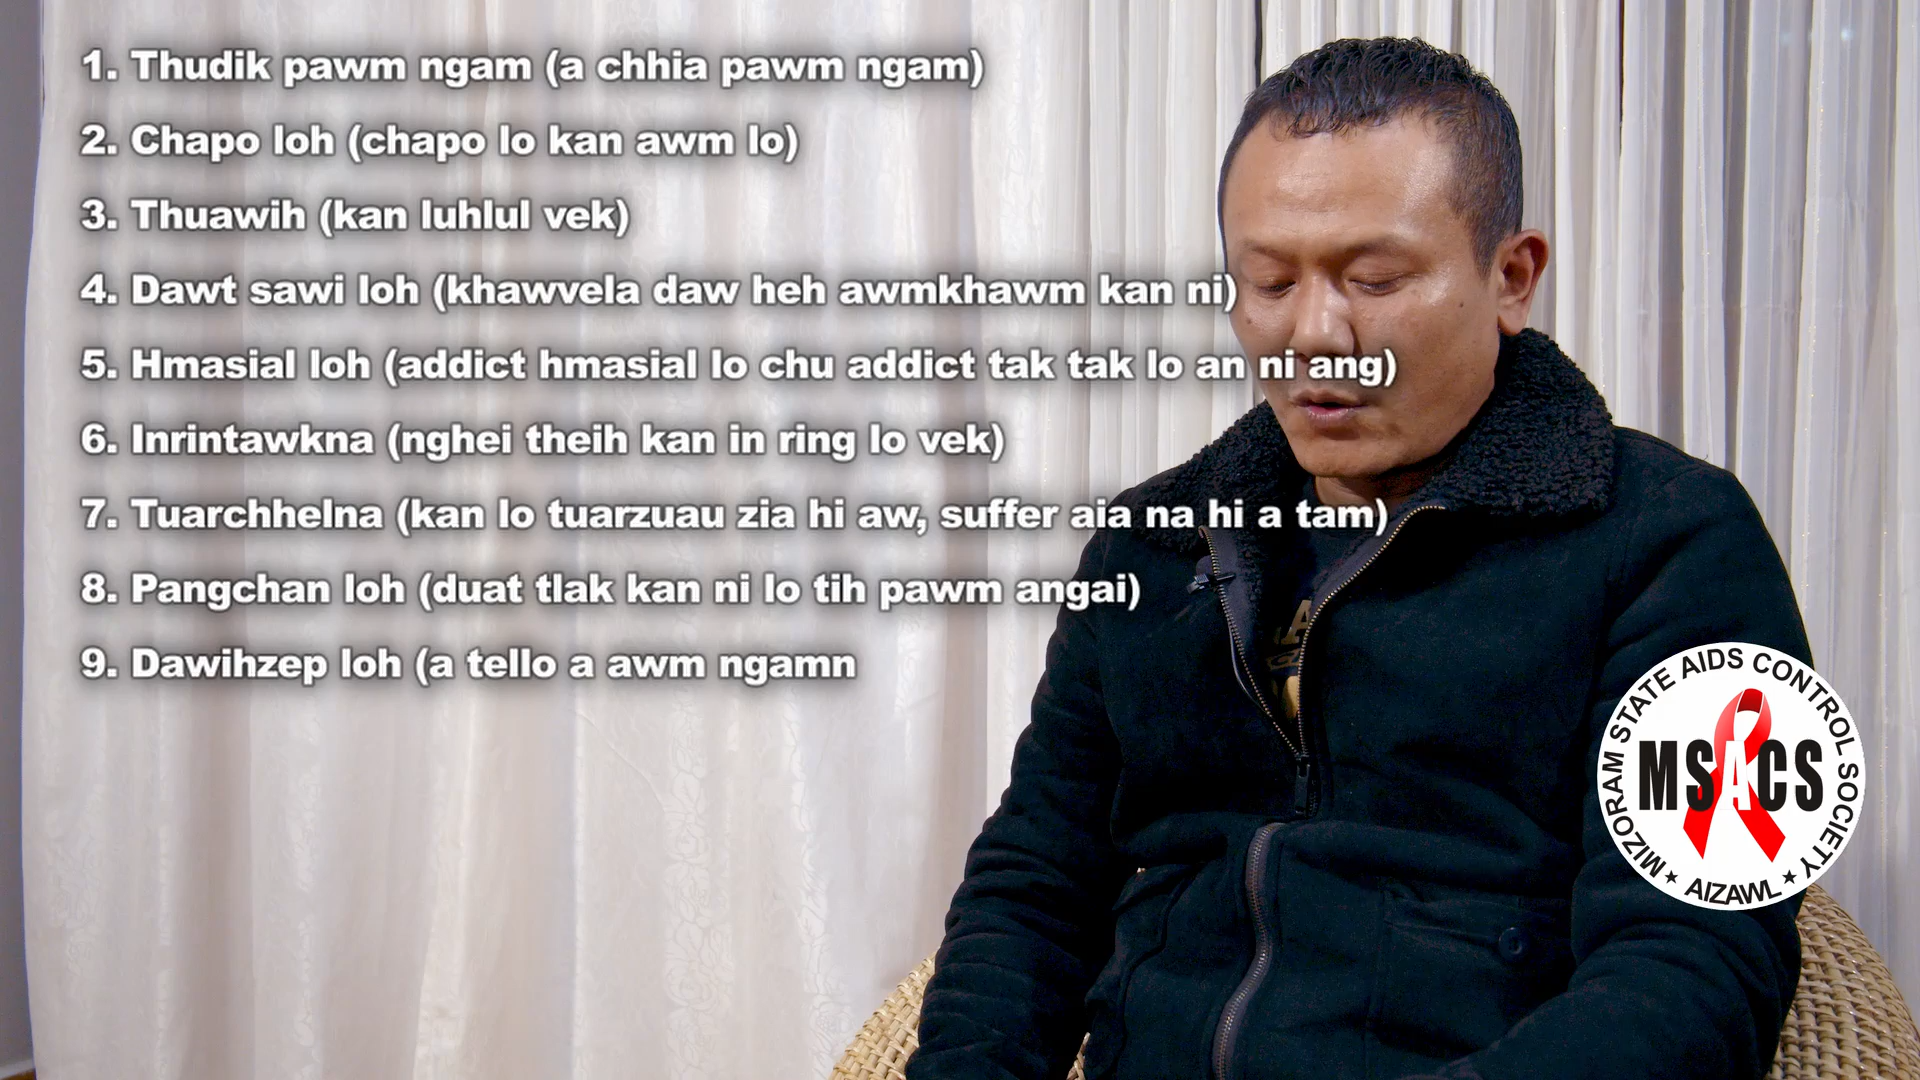 1. Thudik pawm ngam (a chhia pawm ngam)
2. Chapo loh (chapo lo kan awm lo)
3. Thuawih (kan luhlul vek)
4. Dawt sawi loh (khawvela daw heh awmkhawm kan ni)
5. Hmasial loh (addict hmasial lo chu addict tak tak lo an ni ang)
6. Inrintawkna (nghei theih kan in ring lo vek)
7. Tuarchhelna (kan lo tuarzuau zia hi aw, suffer aia na hi a tam)
8. Pangchan loh (duat tlak kan ni lo tih pawm angai)
9. Dawihzep loh (a tello a awm ngamn
MIZORAM STATE AIDS CONTROL SOCIETY
MSACS
★ AIZAWL ★